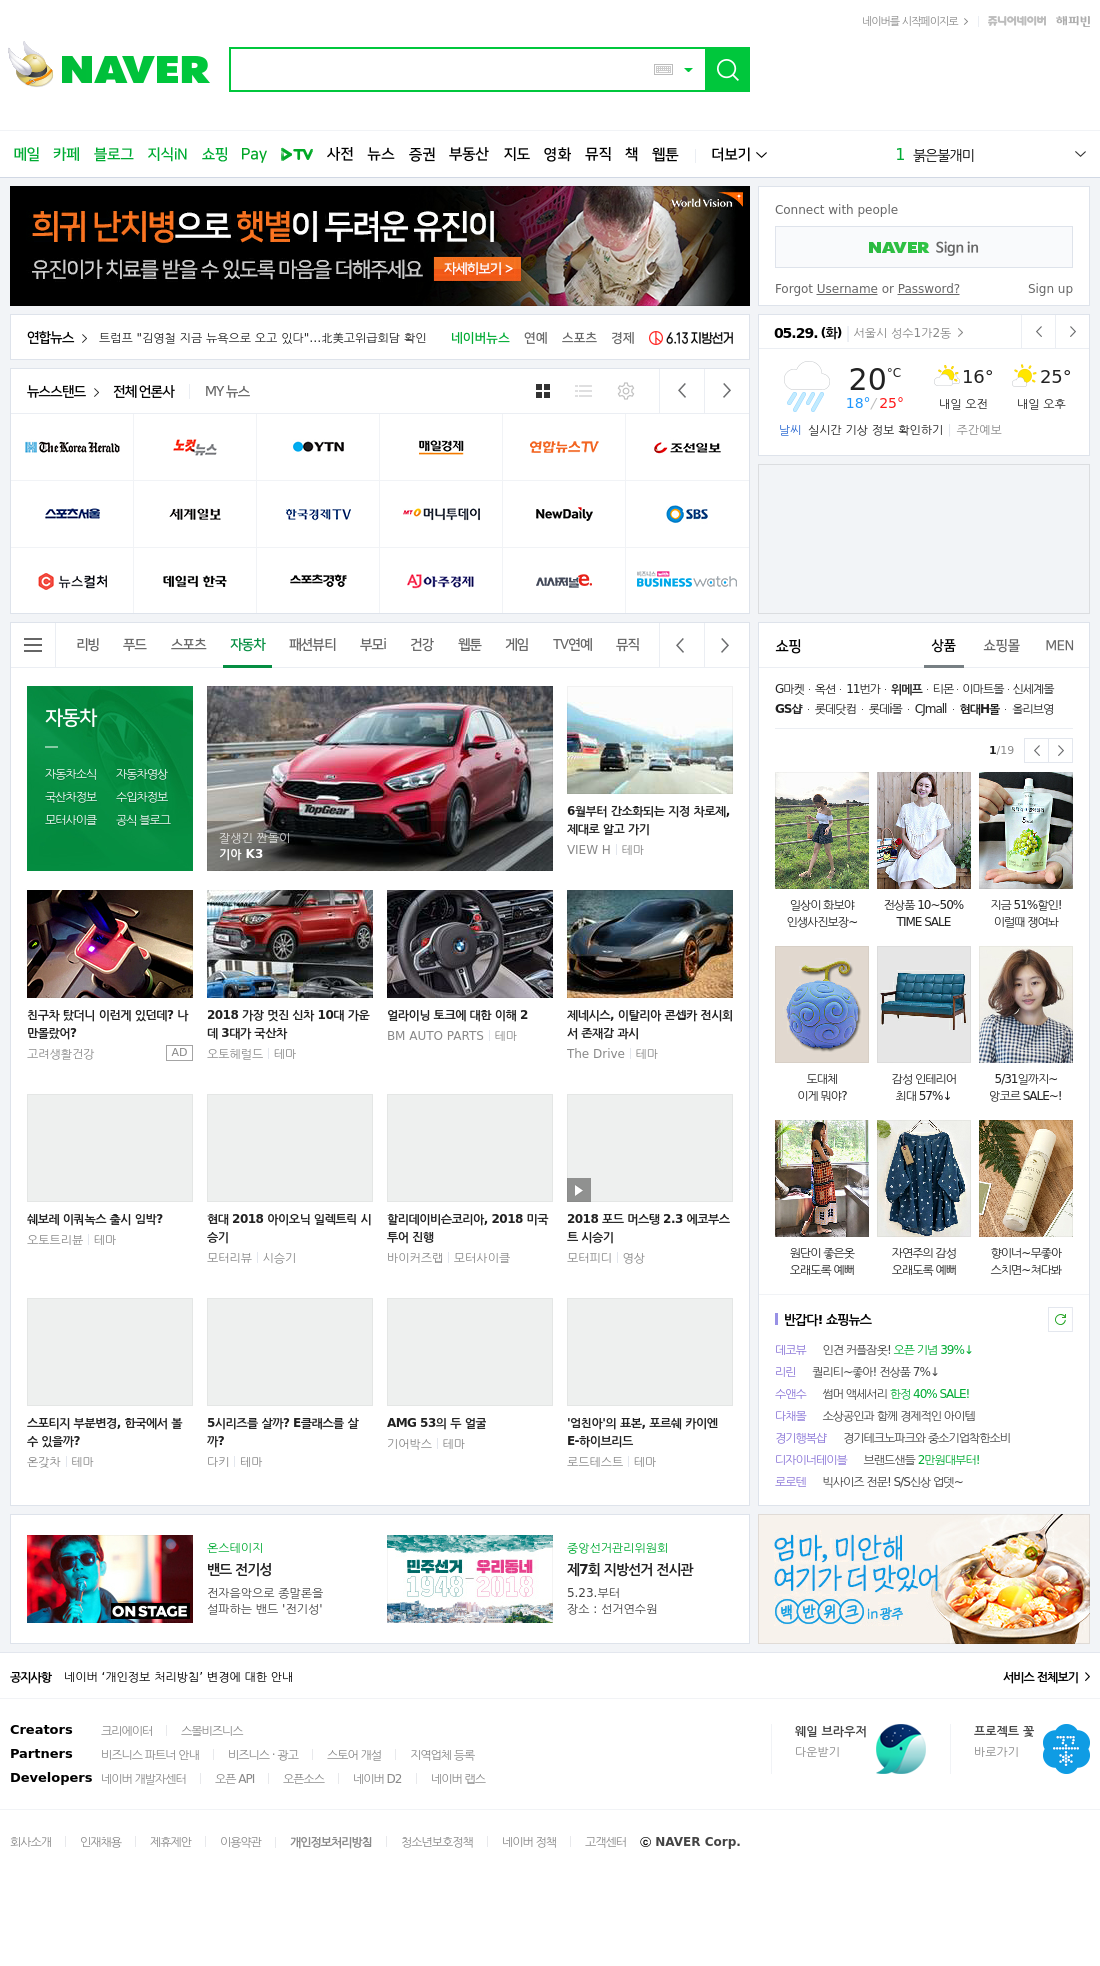 네이버를 시작페이지로
쥬니어네이버 해피빈
NAVER
메일 카페 블로그 지식iN 쇼핑 Pay TV 사전 뉴스 증권 부동산 지도 영화 뮤직 책 웹툰 더보기
1 붉은불개미
희귀 난치병으로 햇볕이 두려운 유진이
유진이가 치료를 받을 수 있도록 마음을 더해주세요 자세히보기 >
World Vision
Connect with people
NAVER Sign in
Forgot Username or Password? Sign up
연합뉴스 트럼프 "김영철 지금 뉴욕으로 오고 있다"…北美고위급회담 확인
네이버뉴스 연예 스포츠 경제 6.13 지방선거
05.29.(화) 서울시 성수1가2동
20°C
18°/25°
16° 내일 오전
25° 내일 오후
날씨 실시간 기상 정보 확인하기 주간예보
뉴스스탠드 전체 언론사 MY 뉴스
The Korea Herald 노컷뉴스 YTN 매일경제 연합뉴스TV 조선일보
스포츠서울 세계일보 한국경제TV MT 머니투데이 NewDaily SBS
뉴스컬처 데일리 한국 스포츠경향 AJ 아주경제 시사저널e. 비즈니스 with BUSINESS watch
리빙 푸드 스포츠 자동차 패션뷰티 부모i 건강 웹툰 게임 TV연예 뮤직
자동차
자동차소식 자동차영상
국산차정보 수입차정보
모터사이클 공식 블로그
TopGear
잘생긴 짠돌이
기아 K3
6월부터 간소화되는 지정 차로제,
제대로 알고 가기
VIEW H 테마
친구차 탔더니 이런게 있던데? 나
만몰랐어?
고려생활건강 AD
2018 가장 멋진 신차 10대 가운
데 3대가 국산차
오토헤럴드 테마
얼라이닝 토크에 대한 이해 2
BM AUTO PARTS 테마
제네시스, 이탈리아 콘셉카 전시회
서 존재감 과시
The Drive 테마
쉐보레 이쿼녹스 출시 임박?
오토트리뷴 테마
현대 2018 아이오닉 일렉트릭 시
승기
모터리뷰 시승기
할리데이비슨코리아, 2018 미국
투어 진행
바이커즈랩 모터사이클
2018 포드 머스탱 2.3 에코부스
트 시승기
모터피디 영상
스포티지 부분변경, 한국에서 볼
수 있을까?
온갖차 테마
5시리즈를 살까? E클래스를 살
까?
다키 테마
AMG 53의 두 얼굴
기어박스 테마
'엄친아'의 표본, 포르쉐 카이엔
E-하이브리드
로드테스트 테마
쇼핑 상품 쇼핑몰 MEN
G마켓 · 옥션 · 11번가 · 위메프 · 티몬 · 이마트몰 · 신세계몰
GS샵 · 롯데닷컴 · 롯데i몰 · CJmall · 현대H몰 · 올리브영
1/19
일상이 화보야
인생사진보장~
전상품 10~50%
TIME SALE
지금 51%할인!
이럴때 쟁여놔
도대체
이게 뭐야?
감성 인테리어
최대 57%↓
5/31일까지~
앙코르 SALE~!
원단이 좋은옷
오래도록 예뻐
자연주의 감성
오래도록 예뻐
향이너~무좋아
스치면~쳐다봐
반갑다! 쇼핑뉴스
데코뷰 인견 커플잠옷! 오픈 기념 39%↓
리린 퀄리티~좋아! 전상품 7%↓
수앤수 썸머 액세서리 한정 40% SALE!
다채몰 소상공인과 함께 경제적인 아이템
경기행복샵 경기테크노파크와 중소기업착한소비
디자이너테이블 브랜드샌들 2만원대부터!
로로텐 빅사이즈 전문! S/S신상 업뎃~
ON STAGE
온스테이지
밴드 전기성
전자음악으로 종말론을
설파하는 밴드 '전기성'
민주선거 우리동네
1948-2018
중앙선거관리위원회
제7회 지방선거 전시관
5.23.부터
장소 : 선거연수원
엄마, 미안해
여기가 더 맛있어
백반위크 in광주
공지사항 네이버 ‘개인정보 처리방침’ 변경에 대한 안내
서비스 전체보기
Creators 크리에이터 스몰비즈니스
Partners 비즈니스 파트너 안내 비즈니스 · 광고 스토어 개설 지역업체 등록
Developers 네이버 개발자센터 오픈 API 오픈소스 네이버 D2 네이버 랩스
웨일 브라우저
다운받기
프로젝트 꽃
바로가기
회사소개 인재채용 제휴제안 이용약관 개인정보처리방침 청소년보호정책 네이버 정책 고객센터 ⓒ NAVER Corp.